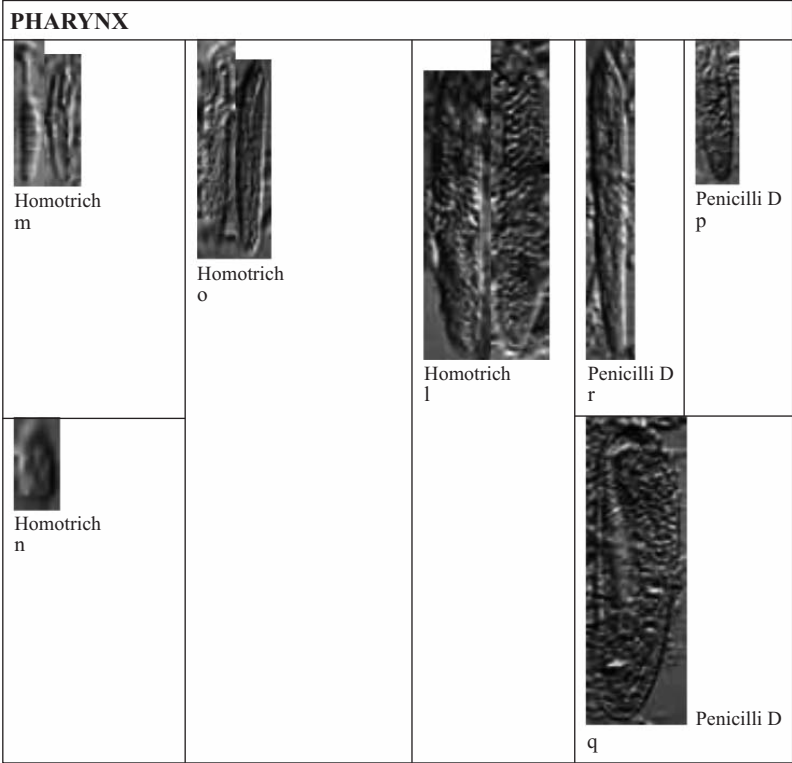 PHARYNX
Homotrich
m
Homotrich
o
Homotrich
l
Penicilli D
r
Penicilli D
p
Homotrich
n
Penicilli D
q